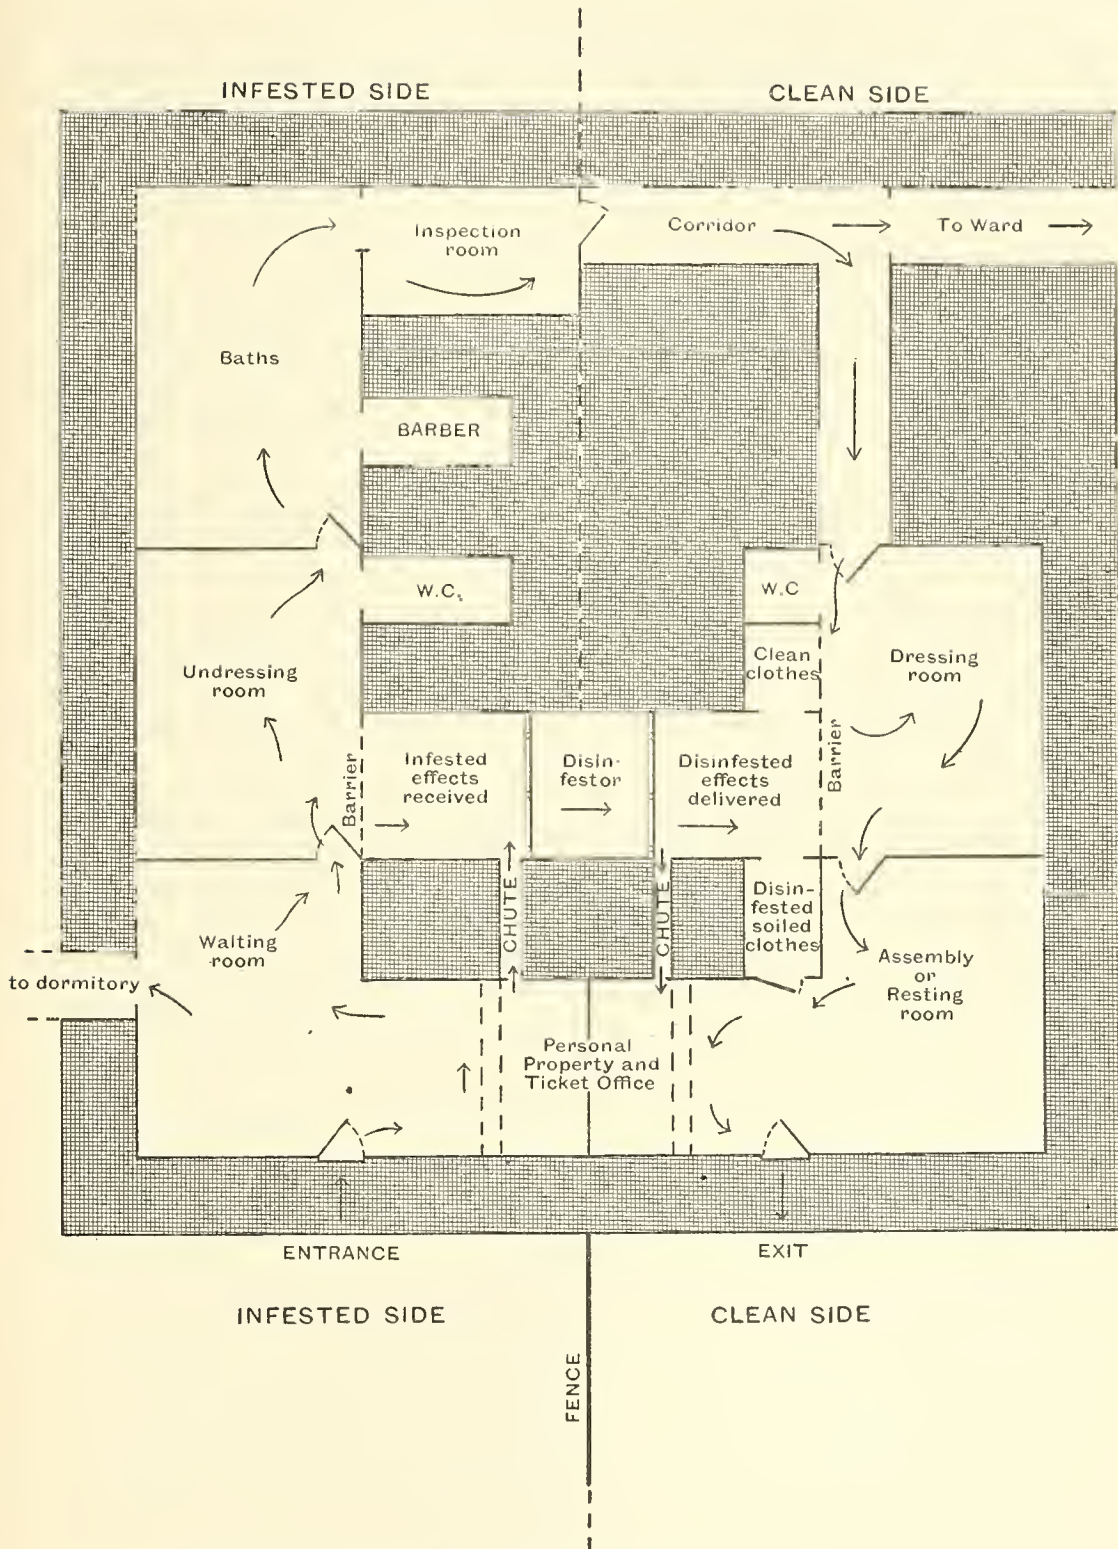 INFESTED SIDE
CLEAN SIDE
Inspection
room
Corridor
To Ward
Baths
BARBER
W.C.
W.C
Undressing
room
Clean
clothes
Dressing
room
Barrier
Infested
effects
received
Disin-
festor
Disinfested
effects
delivered
Barrier
Waiting
room
to dormitory
CHUTE
CHUTE
Disin-
fested
soiled
clothes
Assembly
or
Resting
room
Personal
Property and
Ticket Office
ENTRANCE
EXIT
INFESTED SIDE
CLEAN SIDE
FENCE